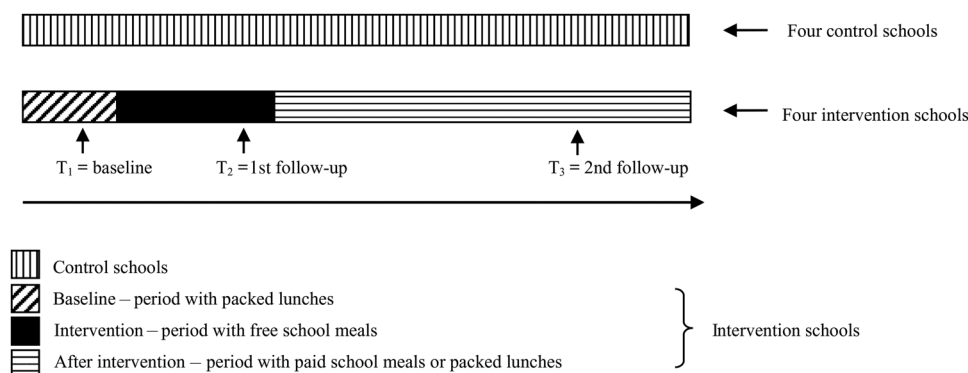 Four control schools
Four intervention schools
T₁ = baseline
T₂ =1st follow-up
T₃ = 2nd follow-up
Control schools
Baseline – period with packed lunches
Intervention – period with free school meals
Intervention schools
After intervention – period with paid school meals or packed lunches